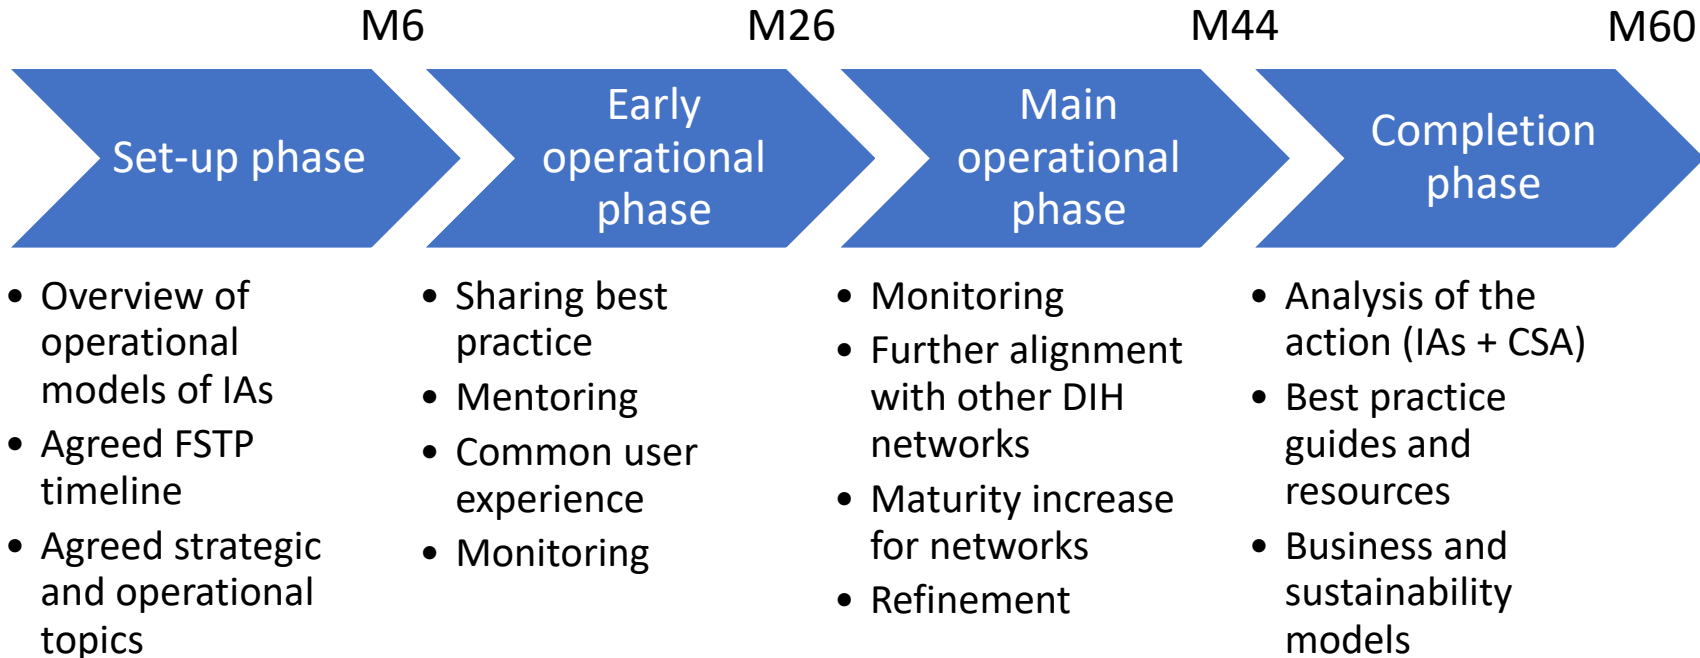 M6
M26
M44
M60
Set-up phase
Early
operational
phase
Main
operational
phase
Completion
phase
• Overview of
operational
models of IAs
• Agreed FSTP
timeline
• Agreed strategic
and operational
topics
• Sharing best
practice
• Mentoring
• Common user
experience
• Monitoring
• Monitoring
• Further alignment
with other DIH
networks
• Maturity increase
for networks
• Refinement
• Analysis of the
action (IAs + CSA)
• Best practice
guides and
resources
• Business and
sustainability
models